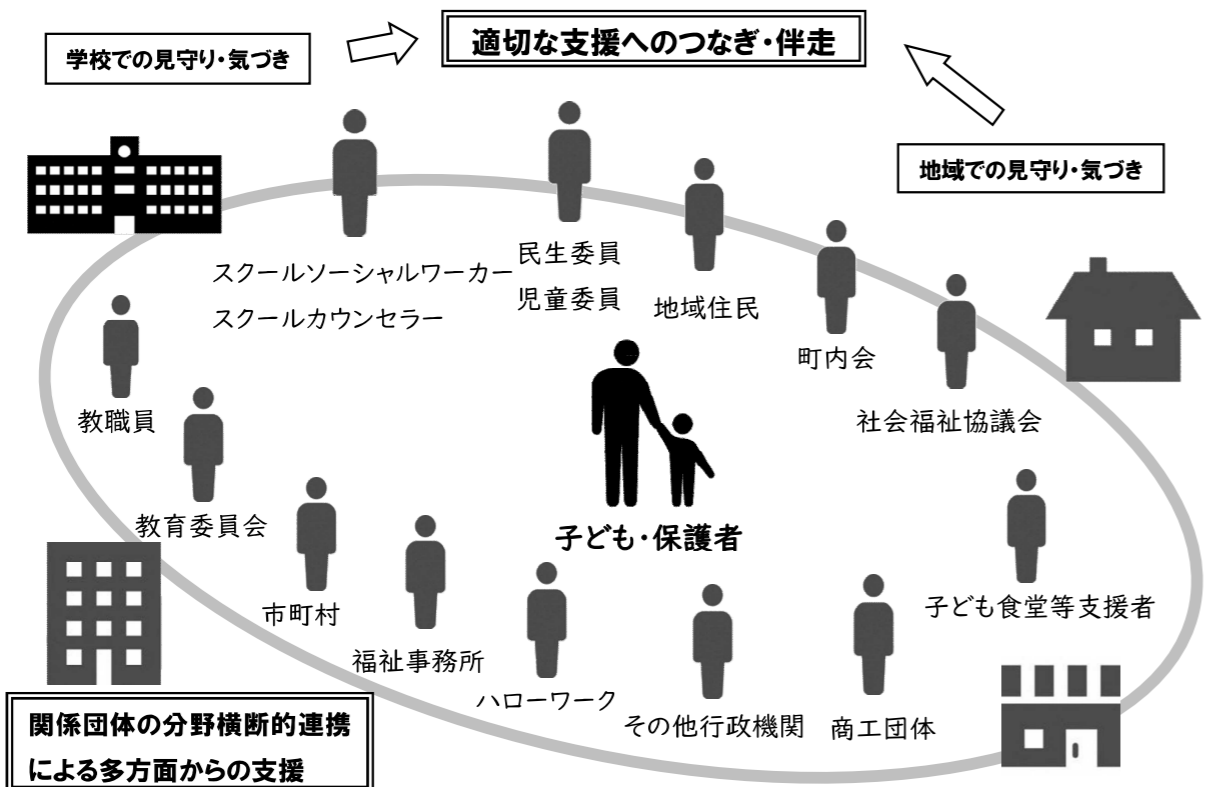 適切な支援へのつなぎ・伴走
学校での見守り・気づき
地域での見守り・気づき
スクールソーシャルワーカー
スクールカウンセラー
民生委員
児童委員
地域住民
町内会
社会福祉協議会
教職員
教育委員会
子ども・保護者
市町村
福祉事務所
ハローワーク
その他行政機関
商工団体
子ども食堂等支援者
関係団体の分野横断的連携
による多方面からの支援